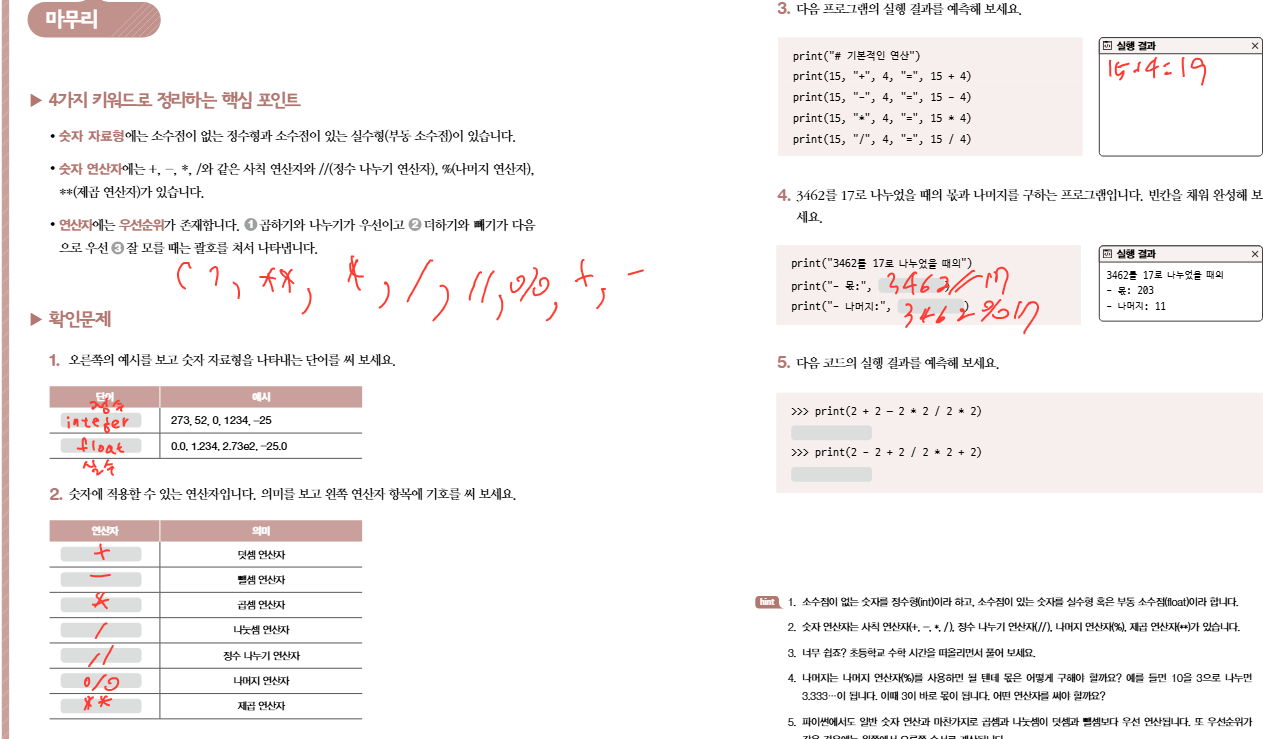 마무리
▶ 4가지 키워드로 정리하는 핵심 포인트
• 숫자 자료형에는 소수점이 없는 정수형과 소수점이 있는 실수형(부동 소수점)이 있습니다.
• 숫자 연산자에는 +, −, *, /와 같은 사칙 연산자와 //(정수 나누기 연산자), %(나머지 연산자),
**(제곱 연산자)가 있습니다.
• 연산자에는 우선순위가 존재합니다. ❶ 곱하기와 나누기가 우선이고 ❷ 더하기와 빼기가 다음
으로 우선 ❸ 잘 모를 때는 괄호를 쳐서 나타냅니다.
( ), **, *, /, //, %, +, -
▶ 확인문제
1. 오른쪽의 예시를 보고 숫자 자료형을 나타내는 단어를 써 보세요.
단어 예시
정수
integer 273, 52, 0, 1234, −25
float 0.0, 1.234, 2.73e2, −25.0
실수
2. 숫자에 적용할 수 있는 연산자입니다. 의미를 보고 왼쪽 연산자 항목에 기호를 써 보세요.
연산자 의미
+ 덧셈 연산자
− 뺄셈 연산자
* 곱셈 연산자
/ 나눗셈 연산자
// 정수 나누기 연산자
% 나머지 연산자
** 제곱 연산자
3. 다음 프로그램의 실행 결과를 예측해 보세요.
print("# 기본적인 연산")
print(15, "+", 4, "=", 15 + 4)
print(15, "-", 4, "=", 15 - 4)
print(15, "*", 4, "=", 15 * 4)
print(15, "/", 4, "=", 15 / 4)
실행 결과 ×
15+4=19
4. 3462를 17로 나누었을 때의 몫과 나머지를 구하는 프로그램입니다. 빈칸을 채워 완성해 보
세요.
print("3462를 17로 나누었을 때의")
print("- 몫:", 3462//17)
print("- 나머지:", 3462%17)
실행 결과 ×
3462를 17로 나누었을 때의
- 몫: 203
- 나머지: 11
5. 다음 코드의 실행 결과를 예측해 보세요.
>>> print(2 + 2 − 2 * 2 / 2 * 2)
>>> print(2 - 2 + 2 / 2 * 2 + 2)
hint 1. 소수점이 없는 숫자를 정수형(int)이라 하고, 소수점이 있는 숫자를 실수형 혹은 부동 소수점(float)이라 합니다.
2. 숫자 연산자는 사칙 연산자(+, −, *, /), 정수 나누기 연산자(//), 나머지 연산자(%), 제곱 연산자(**)가 있습니다.
3. 너무 쉽죠? 초등학교 수학 시간을 떠올리면서 풀어 보세요.
4. 나머지는 나머지 연산자(%)를 사용하면 될 텐데 몫은 어떻게 구해야 할까요? 예를 들면 10을 3으로 나누면
3.333…이 됩니다. 이때 3이 바로 몫이 됩니다. 어떤 연산자를 써야 할까요?
5. 파이썬에서도 일반 숫자 연산과 마찬가지로 곱셈과 나눗셈이 덧셈과 뺄셈보다 우선 연산됩니다. 또 우선순위가